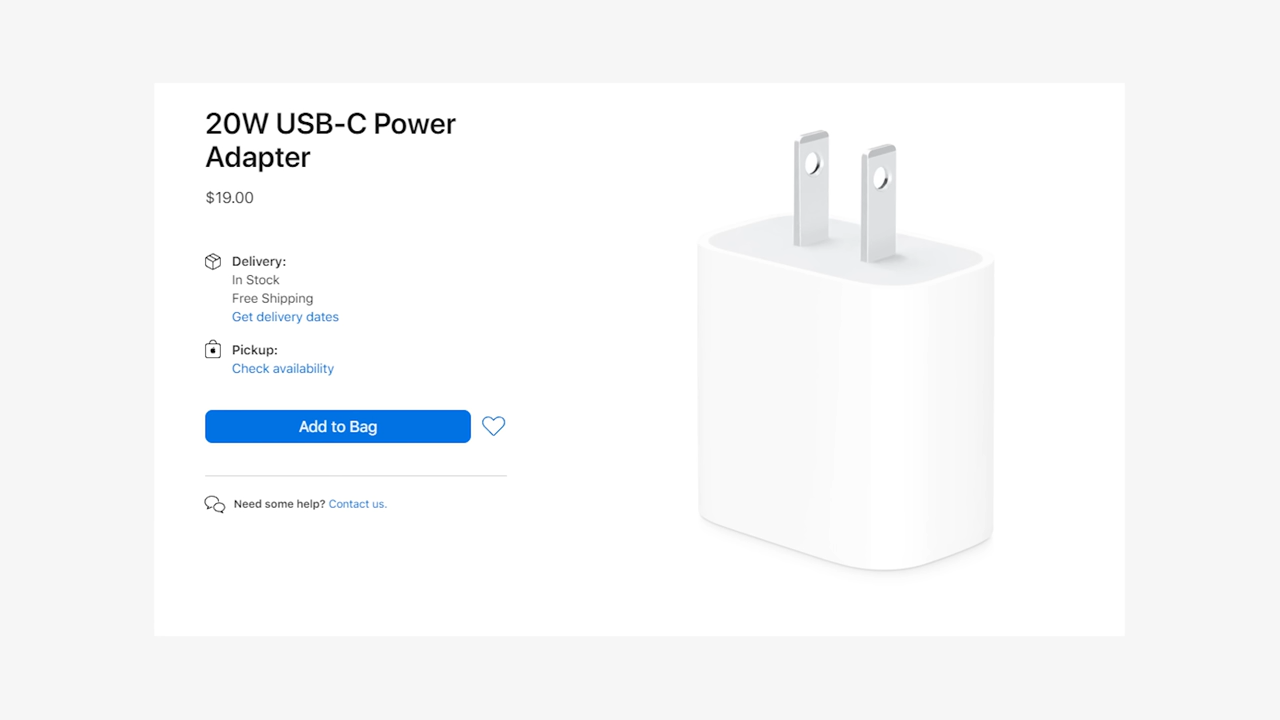 20W USB-C Power
Adapter
$19.00
Delivery:
In Stock
Free Shipping
Get delivery dates
Pickup:
Check availability
Add to Bag
Need some help? Contact us.